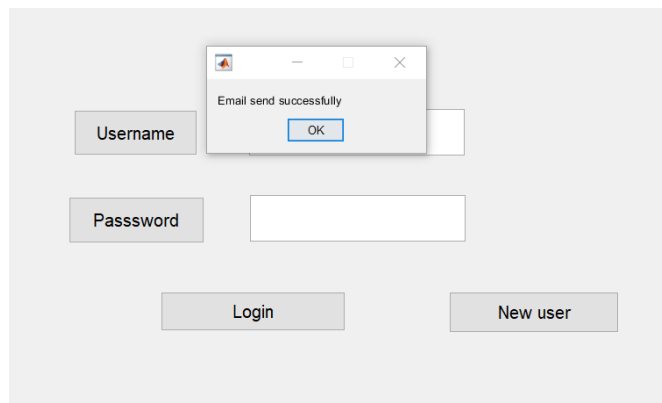 Email send successfully
OK
Username
Passsword
Login
New user